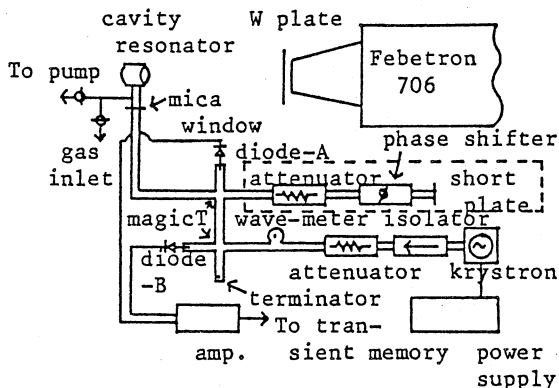 cavity
resonator
W plate
Febetron
706
To pump
mica
window
gas
inlet
diode-A
phase shifter
attenuator
short
plate
magicT
wave-meter isolator
diode
-B
attenuator
krystron
terminator
To tran-
sient memory
amp.
power
supply